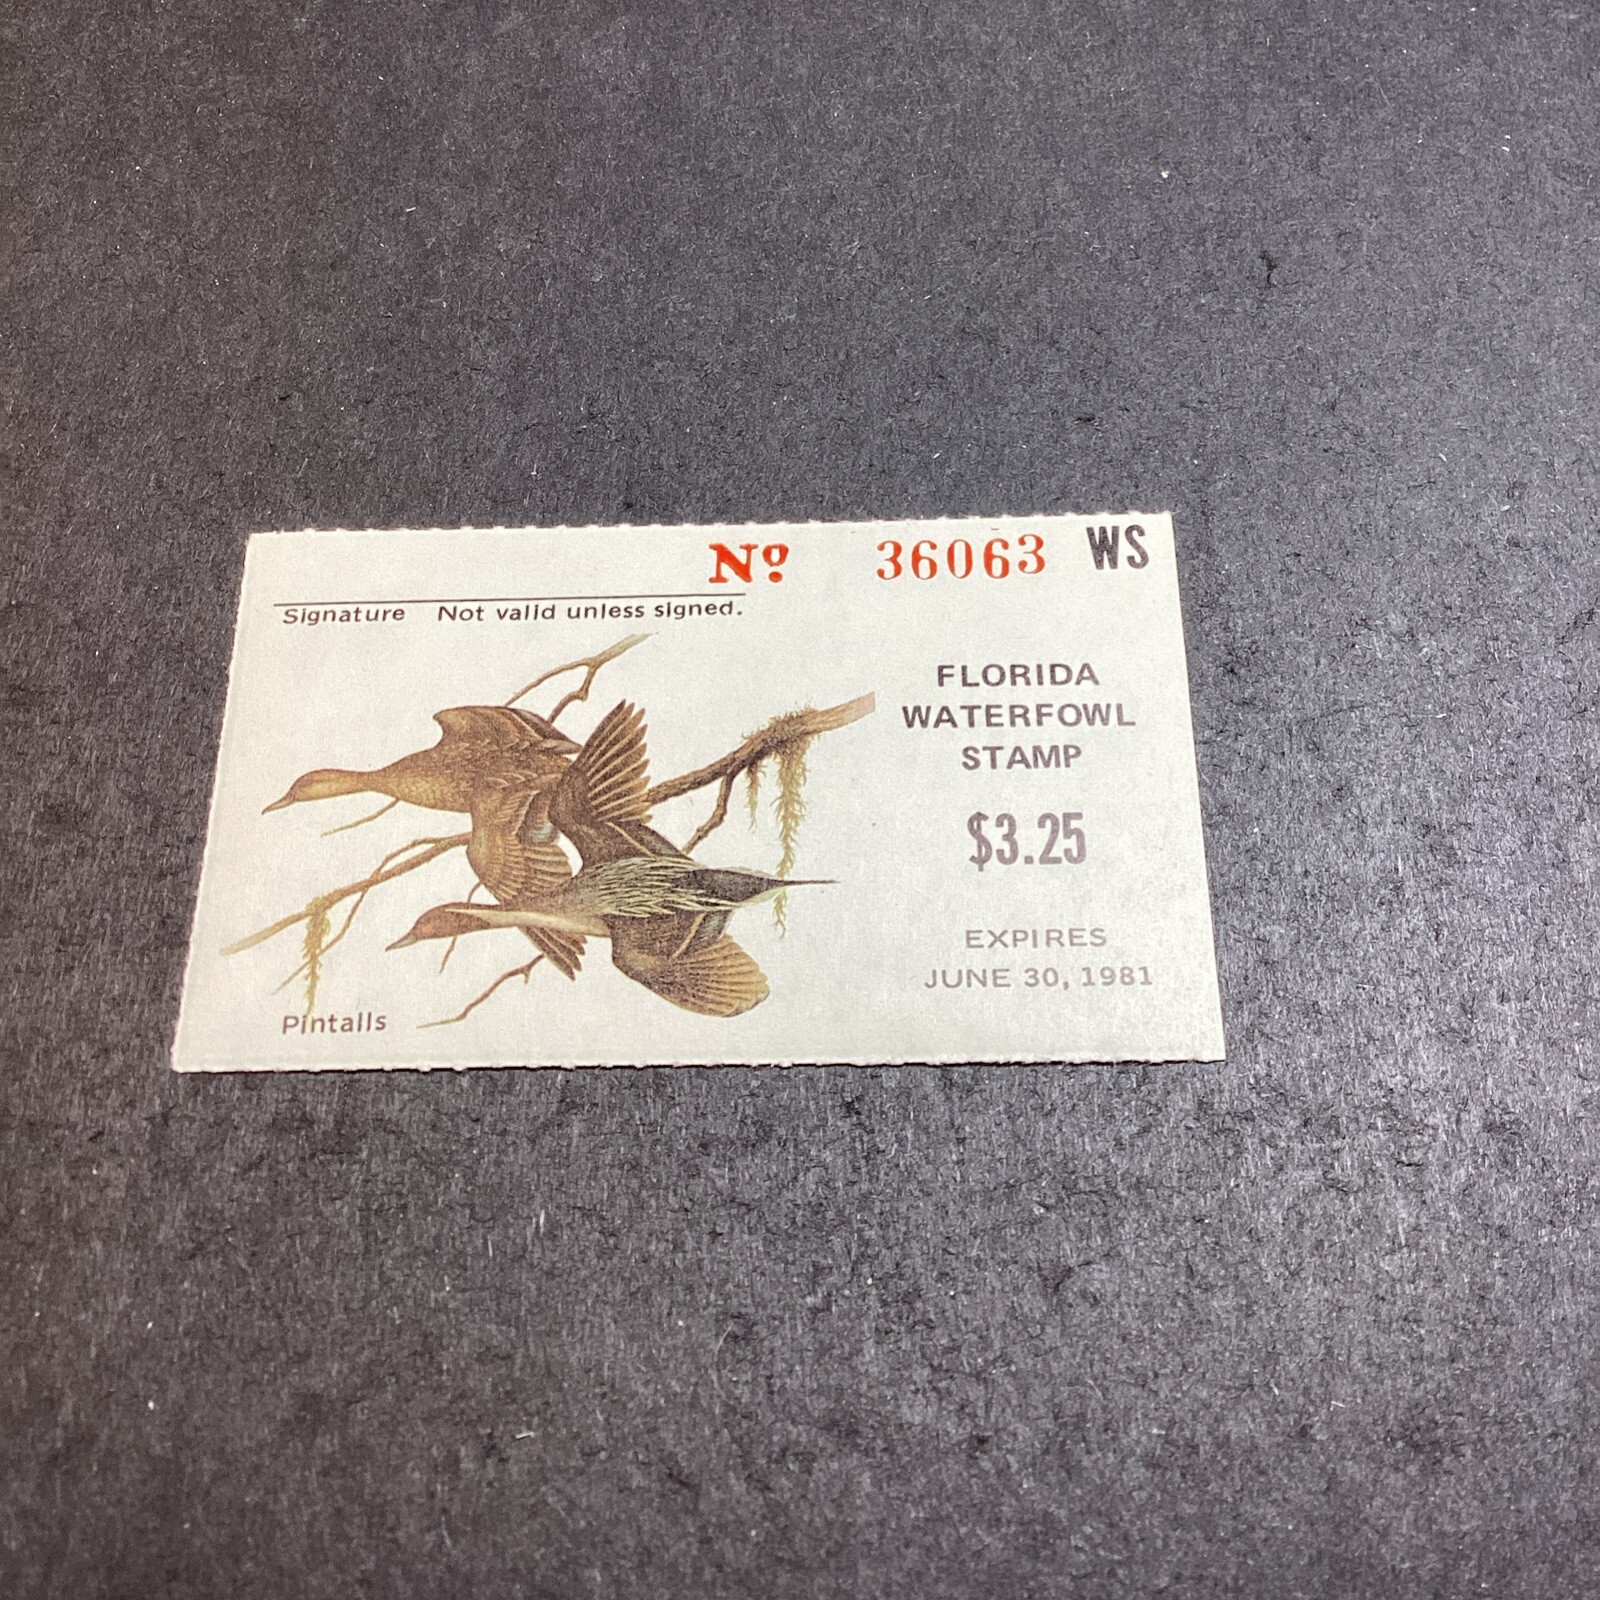 Nº 36063 WS
Signature Not valid unless signed.
FLORIDA
WATERFOWL
STAMP
$3.25
EXPIRES
JUNE 30, 1981
Pintails